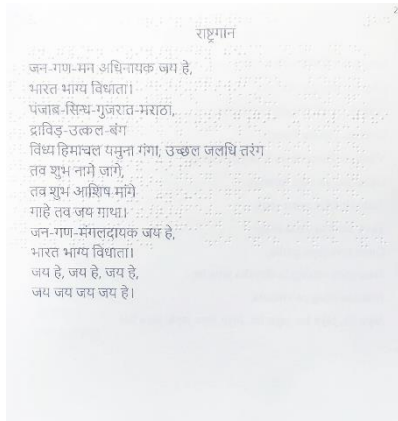 2
राष्ट्रगान
जन-गण-मन अधिनायक जय हे,
भारत भाग्य विधाता।
पंजाब-सिन्ध-गुजरात-मराठा,
द्राविड़-उत्कल-बंग
विंध्य हिमाचल यमुना गंगा, उच्छल जलधि तरंग
तव शुभ नामे जागे,
तव शुभ आशिष मांगे
गाहे तव जय गाथा।
जन-गण-मंगलदायक जय हे,
भारत भाग्य विधाता।
जय हे, जय हे, जय हे,
जय जय जय जय हे।